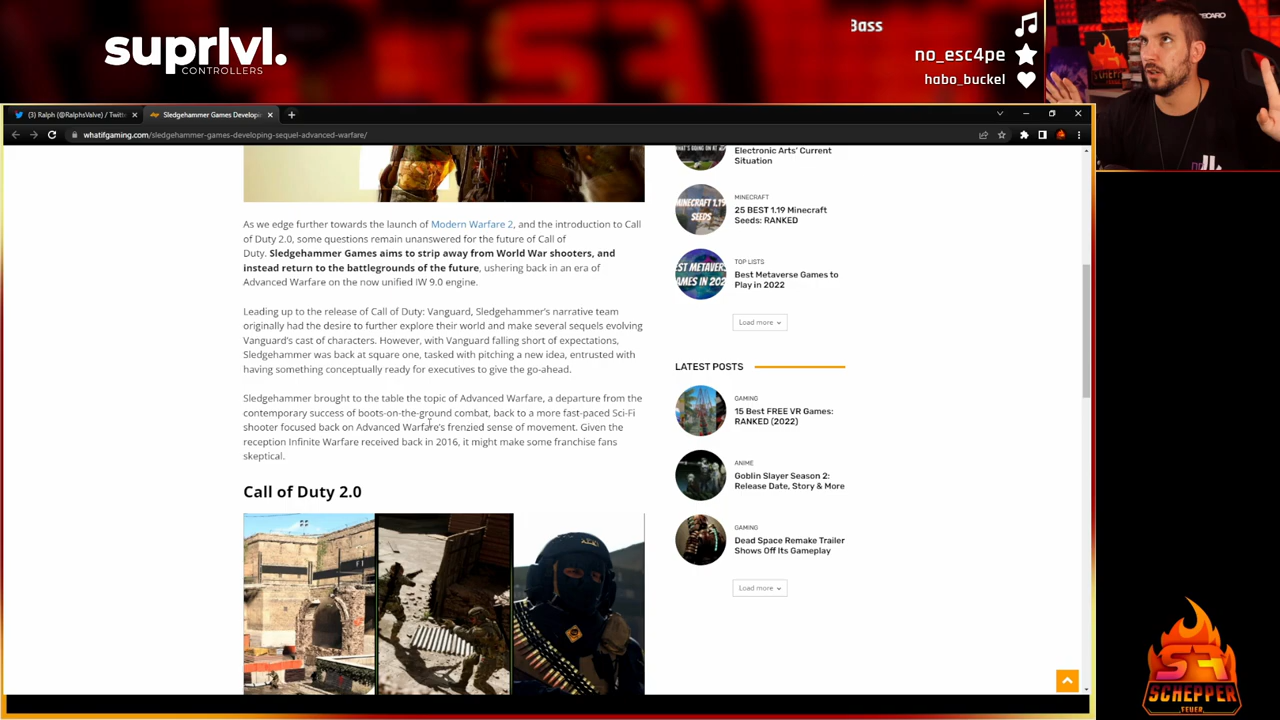 suprlvl.
CONTROLLERS
Bass
no_esc4pe
habo_buckel
(3) Ralph (@RalphsValve) / Twitt
Sledgehammer Games Develop
whatifgaming.com/sledgehammer-games-developing-sequel-advanced-warfare/
As we edge further towards the launch of Modern Warfare 2, and the introduction to Call
of Duty 2.0, some questions remain unanswered for the future of Call of
Duty. Sledgehammer Games aims to strip away from World War shooters, and
instead return to the battlegrounds of the future, ushering back in an era of
Advanced Warfare on the now unified IW 9.0 engine.
Leading up to the release of Call of Duty: Vanguard, Sledgehammer's narrative team
originally had the desire to further explore their world and make several sequels evolving
Vanguard's cast of characters. However, with Vanguard falling short of expectations,
Sledgehammer was back at square one, tasked with pitching a new idea, entrusted with
having something conceptually ready for executives to give the go-ahead.
Sledgehammer brought to the table the topic of Advanced Warfare, a departure from the
contemporary success of boots-on-the-ground combat, back to a more fast-paced Sci-Fi
shooter focused back on Advanced Warfare's frenzied sense of movement. Given the
reception Infinite Warfare received back in 2016, it might make some franchise fans
skeptical.
Call of Duty 2.0
Electronic Arts' Current
Situation
MINECRAFT 1.19
SEEDS
MINECRAFT
25 BEST 1.19 Minecraft
Seeds: RANKED
TOP LISTS
Best Metaverse Games to
Play in 2022
Load more
LATEST POSTS
GAMING
15 Best FREE VR Games:
RANKED (2022)
ANIME
Goblin Slayer Season 2:
Release Date, Story & More
GAMING
Dead Space Remake Trailer
Shows Off Its Gameplay
Load more
SF
SCHEPPER
FEUER